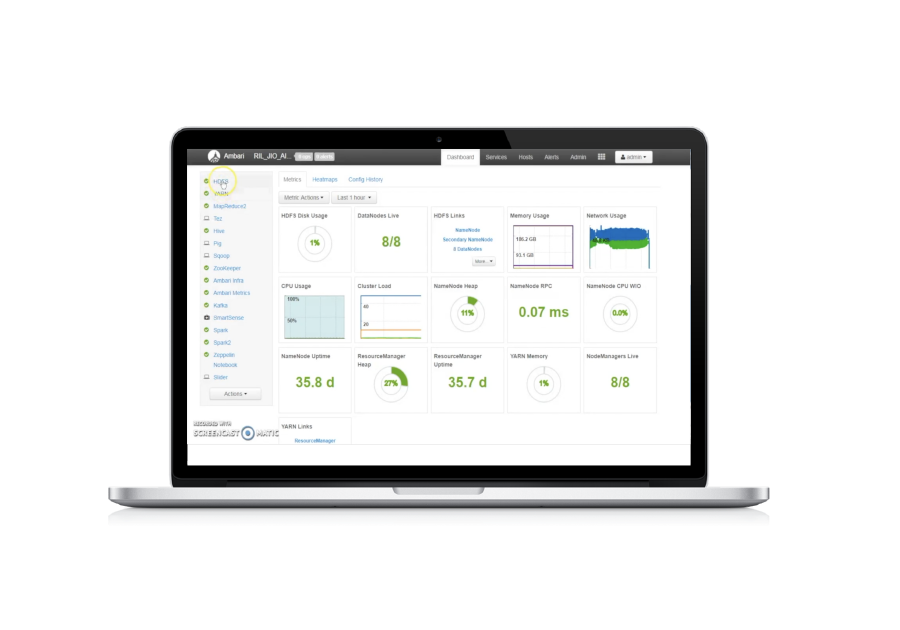 Ambari RIL_JIO_AI...
Dashboard Services Hosts Alerts Admin admin
HDFS
YARN
MapReduce2
Tez
Hive
Pig
Sqoop
ZooKeeper
Ambari Infra
Ambari Metrics
Kafka
SmartSense
Spark
Spark2
Zeppelin
Notebook
Slider
Actions
Metrics Heatmaps Config History
Metric Actions Last 1 hour
HDFS Disk Usage
1%
DataNodes Live
8/8
HDFS Links
NameNode
Secondary NameNode
8 DataNodes
More...
Memory Usage
186.2 GB
93.1 GB
Network Usage
CPU Usage
100%
50%
Cluster Load
40
20
NameNode Heap
11%
NameNode RPC
0.07 ms
NameNode CPU WIO
0.0%
NameNode Uptime
35.8 d
ResourceManager
Heap
27%
ResourceManager
Uptime
35.7 d
YARN Memory
1%
NodeManagers Live
8/8
YARN Links
ResourceManager
RECORDED WITH
SCREENCAST MATIC